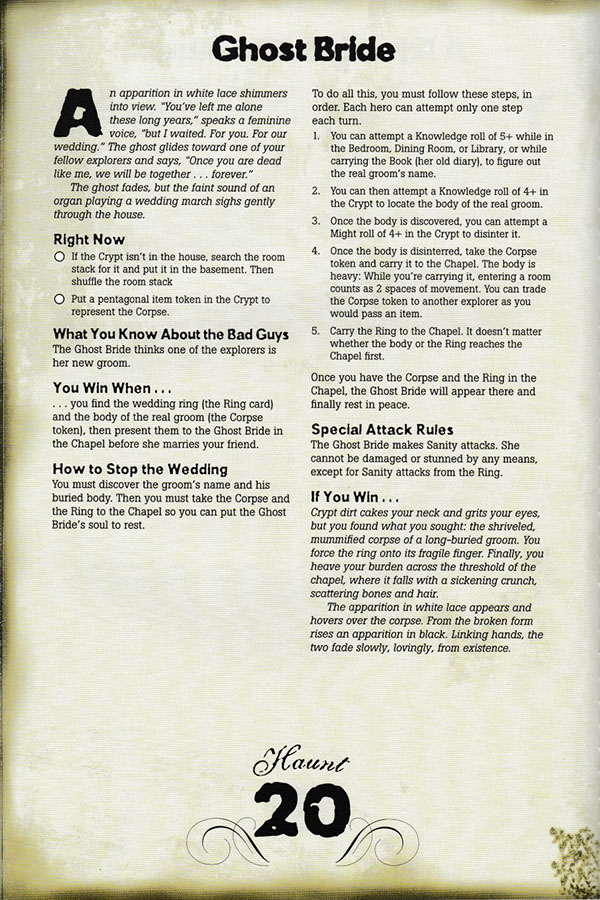 Ghost Bride
An apparition in white lace shimmers
into view. "You've left me alone
these long years," speaks a feminine
voice, "but I waited. For you. For our
wedding." The ghost glides toward one of your
fellow explorers and says, "Once you are dead
like me, we will be together . . . forever."
The ghost fades, but the faint sound of an
organ playing a wedding march sighs gently
through the house.
Right Now
If the Crypt isn't in the house, search the room
stack for it and put it in the basement. Then
shuffle the room stack
Put a pentagonal item token in the Crypt to
represent the Corpse.
What You Know About the Bad Guys
The Ghost Bride thinks one of the explorers is
her new groom.
You Win When . . .
. . . you find the wedding ring (the Ring card)
and the body of the real groom (the Corpse
token), then present them to the Ghost Bride in
the Chapel before she marries your friend.
How to Stop the Wedding
You must discover the groom's name and his
buried body. Then you must take the Corpse and
the Ring to the Chapel so you can put the Ghost
Bride's soul to rest.
To do all this, you must follow these steps, in
order. Each hero can attempt only one step
each turn.
1. You can attempt a Knowledge roll of 5+ while in
the Bedroom, Dining Room, or Library, or while
carrying the Book (her old diary), to figure out
the real groom's name.
2. You can then attempt a Knowledge roll of 4+ in
the Crypt to locate the body of the real groom.
3. Once the body is discovered, you can attempt a
Might roll of 4+ in the Crypt to disinter it.
4. Once the body is disinterred, take the Corpse
token and carry it to the Chapel. The body is
heavy: While you're carrying it, entering a room
counts as 2 spaces of movement. You can trade
the Corpse token to another explorer as you
would pass an item.
5. Carry the Ring to the Chapel. It doesn't matter
whether the body or the Ring reaches the
Chapel first.
Once you have the Corpse and the Ring in the
Chapel, the Ghost Bride will appear there and
finally rest in peace.
Special Attack Rules
The Ghost Bride makes Sanity attacks. She
cannot be damaged or stunned by any means,
except for Sanity attacks from the Ring.
If You Win . . .
Crypt dirt cakes your neck and grits your eyes,
but you found what you sought: the shriveled,
mummified corpse of a long-buried groom. You
force the ring onto its fragile finger. Finally, you
heave your burden across the threshold of the
chapel, where it falls with a sickening crunch,
scattering bones and hair.
The apparition in white lace appears and
hovers over the corpse. From the broken form
rises an apparition in black. Linking hands, the
two fade slowly, lovingly, from existence.
Haunt
20